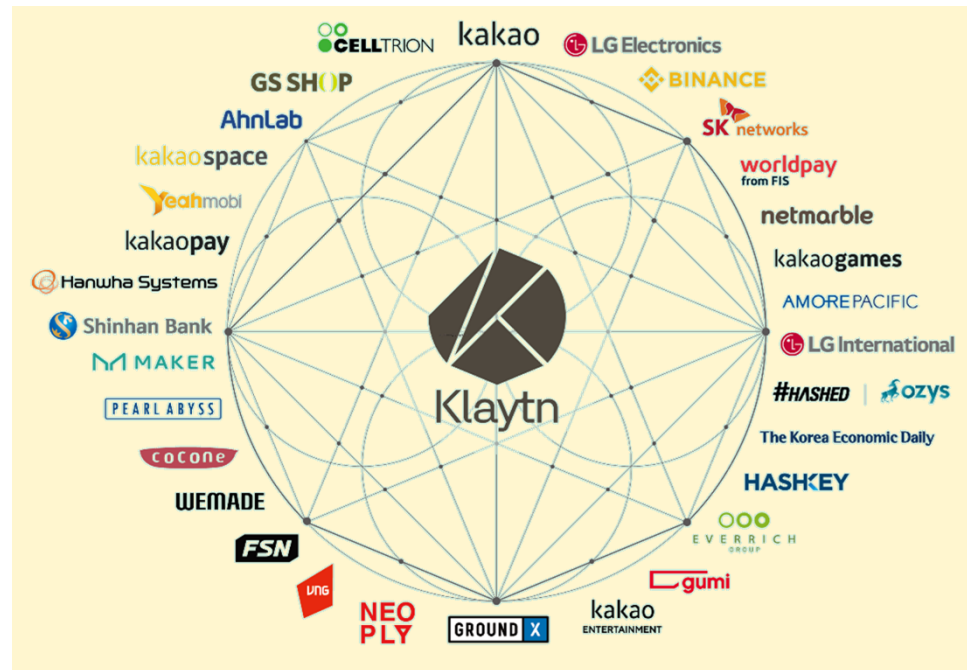 CELLTRION
kakao
LG Electronics
GS SHOP
BINANCE
AhnLab
SK networks
kakaospace
worldpay
from FIS
Yeahmobi
netmarble
kakaopay
kakaogames
Hanwha Systems
AMOREPACIFIC
Shinhan Bank
LG International
MAKER
#HASHED | ozys
PEARL ABYSS
Klaytn
The Korea Economic Daily
cocone
HASHKEY
WEMADE
EVERRICH
GROUP
FSN
gumi
VNG
NEO
PLY
GROUND X
kakao
ENTERTAINMENT